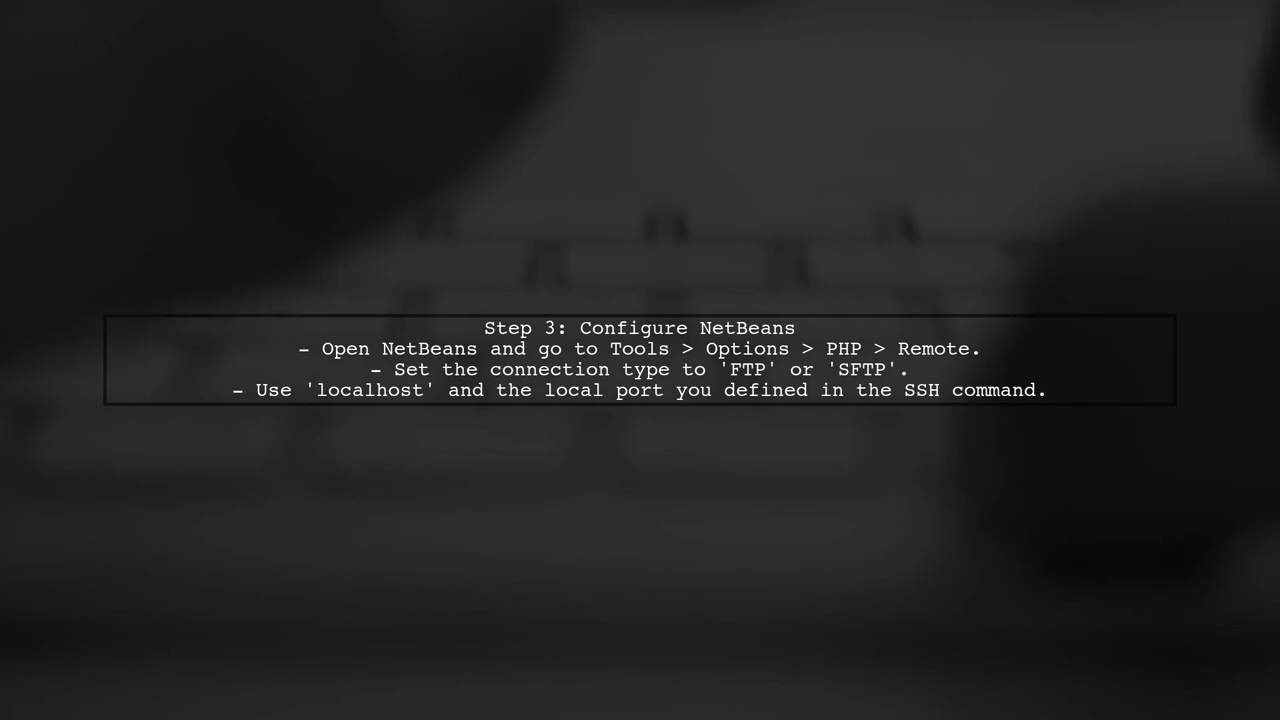 Step 3: Configure NetBeans
- Open NetBeans and go to Tools > Options > PHP > Remote.
- Set the connection type to 'FTP' or 'SFTP'.
- Use 'localhost' and the local port you defined in the SSH command.